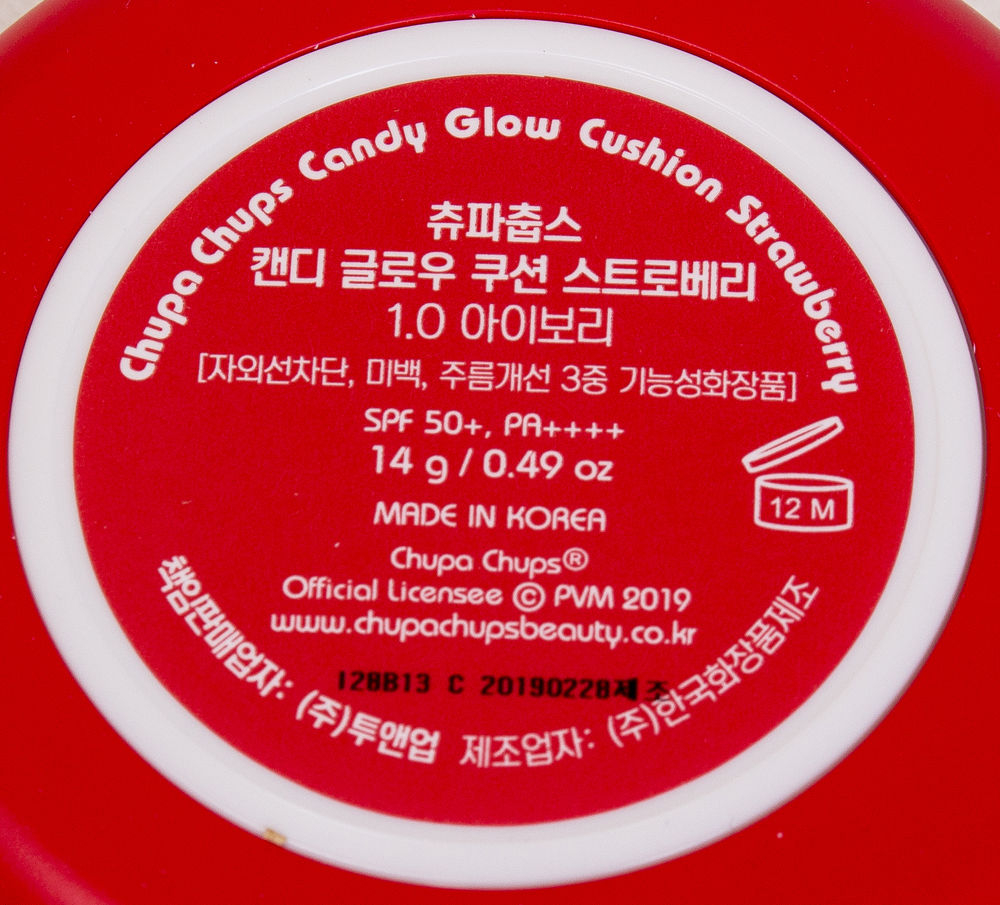 Chupa Chups Candy Glow Cushion Strawberry
츄파춥스
캔디 글로우 쿠션 스트로베리
1.0 아이보리
[자외선차단, 미백, 주름개선 3중 기능성화장품]
SPF 50+, PA++++
14 g / 0.49 oz
12 M
MADE IN KOREA
Chupa Chups®
Official Licensee © PVM 2019
www.chupachupsbeauty.co.kr
128B13 C 20190228제조
책임판매업자: (주)투앤업 제조업자: (주)한국화장품제조